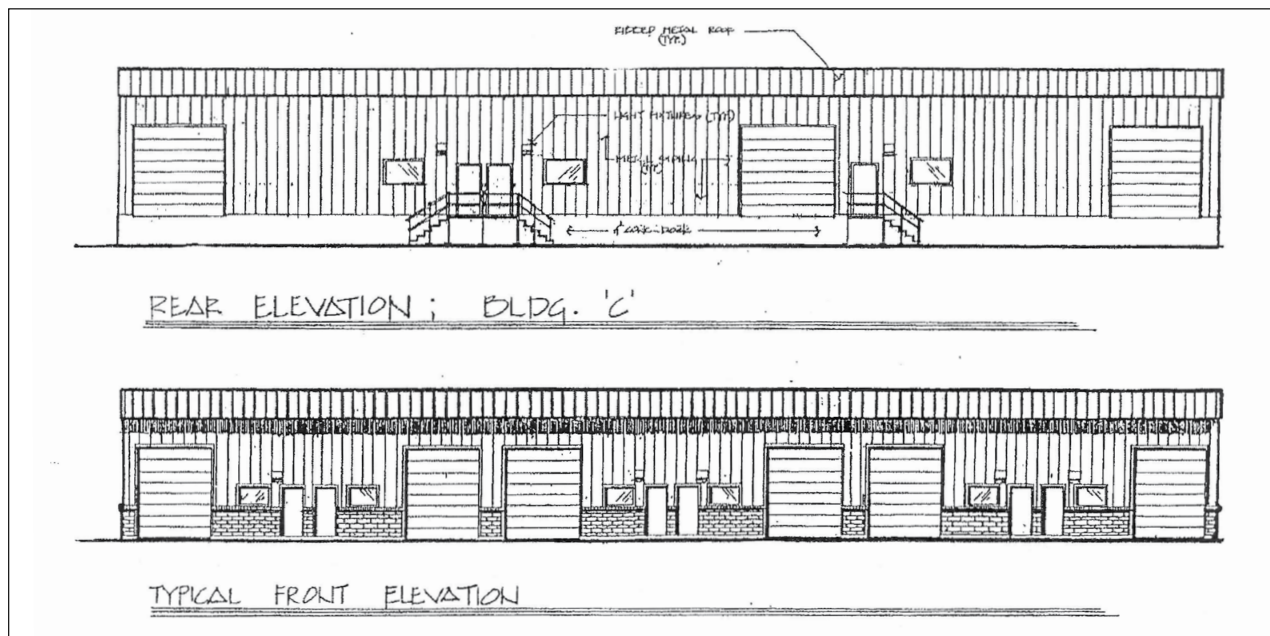 RIBBED METAL ROOF
(TYP.)
LIGHT FIXTURES (TYP.)
METAL SIDING
(TYP.)
REAR ELEVATION; BLDG. 'C'
TYPICAL FRONT ELEVATION